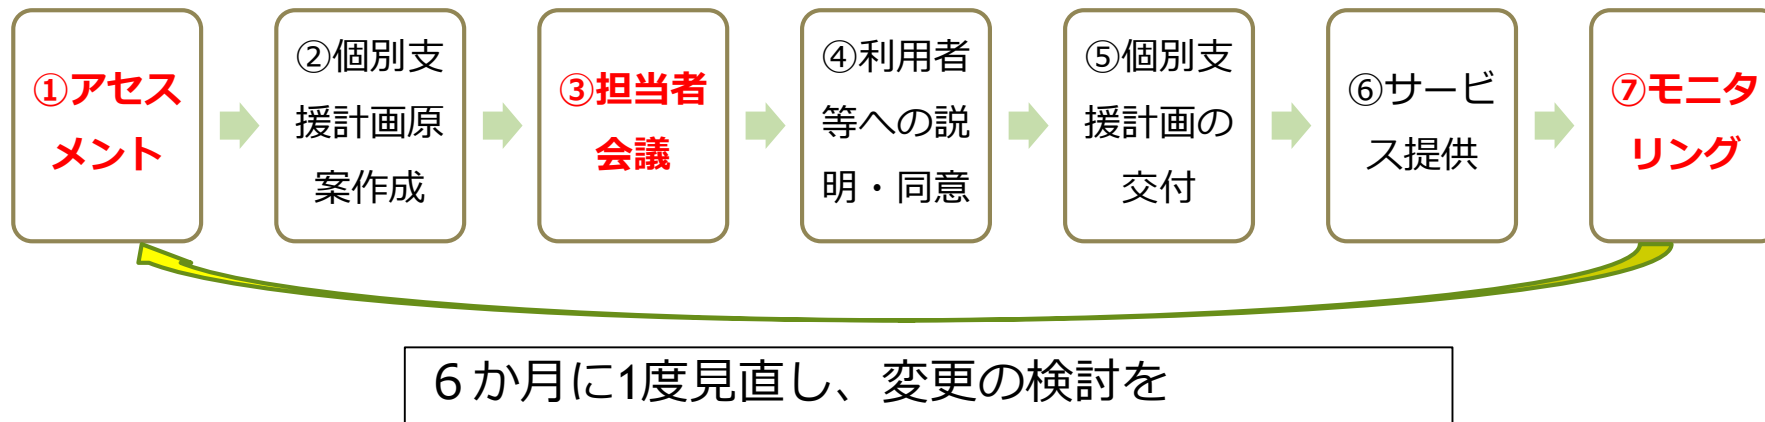 ①アセス
メント
②個別支
援計画原
案作成
③担当者
会議
④利用者
等への説
明・同意
⑤個別支
援計画の
交付
⑥サービ
ス提供
⑦モニタ
リング
６か月に1度見直し、変更の検討を